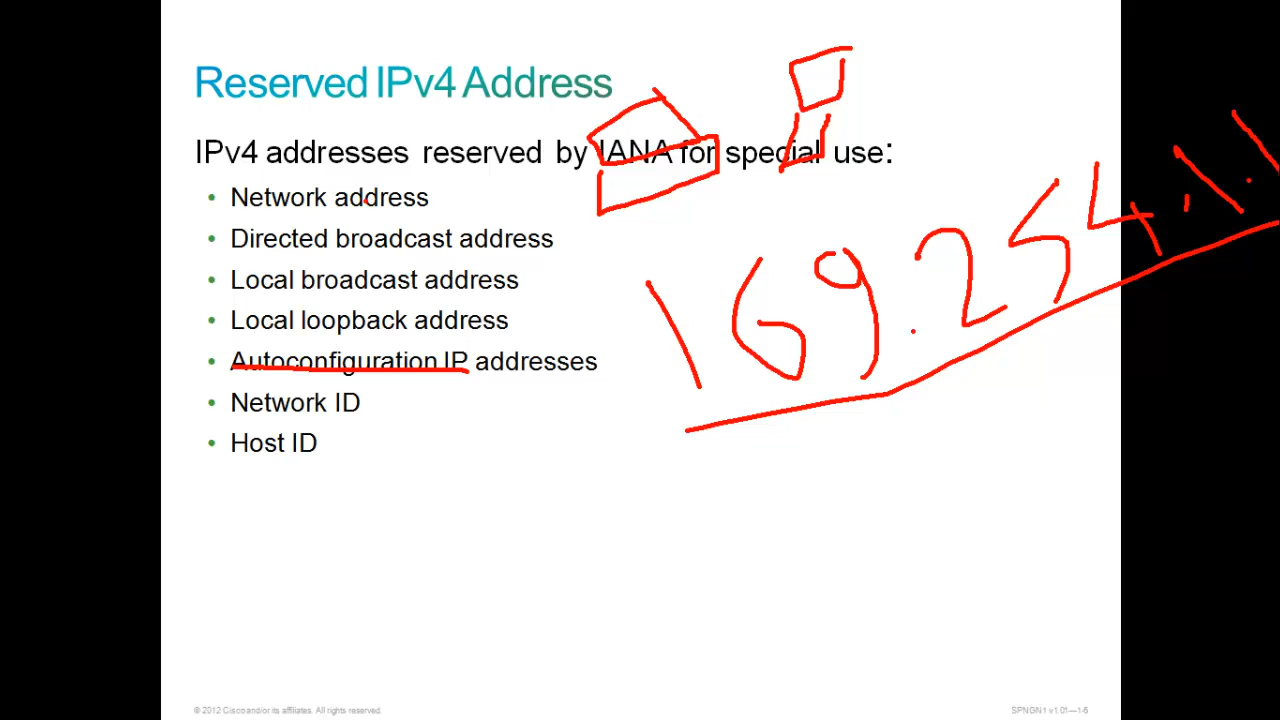 Reserved IPv4 Address
IPv4 addresses reserved by IANA for special use:
• Network address
• Directed broadcast address
• Local broadcast address
• Local loopback address
• Autoconfiguration IP addresses
• Network ID
• Host ID
169.254.1.1
© 2012 Cisco and/or its affiliates. All rights reserved.
SPNGN1 v1.01—1-6